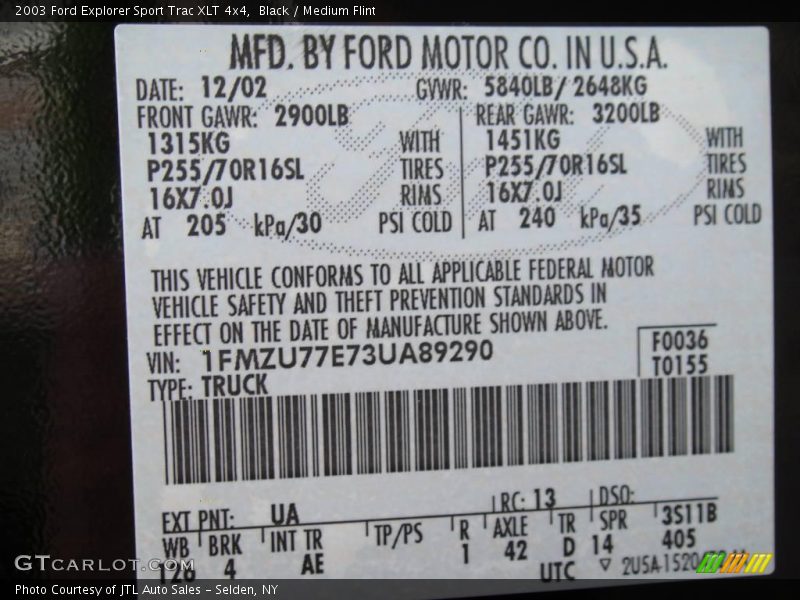 2003 Ford Explorer Sport Trac XLT 4x4, Black / Medium Flint
MFD. BY FORD MOTOR CO. IN U.S.A.
DATE: 12/02 GVWR: 5840LB/ 2648KG
FRONT GAWR: 2900LB REAR GAWR: 3200LB
1315KG WITH 1451KG WITH
P255/70R16SL TIRES P255/70R16SL TIRES
16X7.0J RIMS 16X7.0J RIMS
AT 205 kPa/30 PSI COLD AT 240 kPa/35 PSI COLD
THIS VEHICLE CONFORMS TO ALL APPLICABLE FEDERAL MOTOR
VEHICLE SAFETY AND THEFT PREVENTION STANDARDS IN
EFFECT ON THE DATE OF MANUFACTURE SHOWN ABOVE.
VIN: 1FMZU77E73UA89290 F0036
TYPE: TRUCK T0155
EXT PNT: UA RC: 13 DSO:
WB BRK INT TR TP/PS R AXLE TR SPR 3S11B
126 4 AE 1 42 D 14 405
UTC
GTCARLOT.COM
Photo Courtesy of JTL Auto Sales – Selden, NY